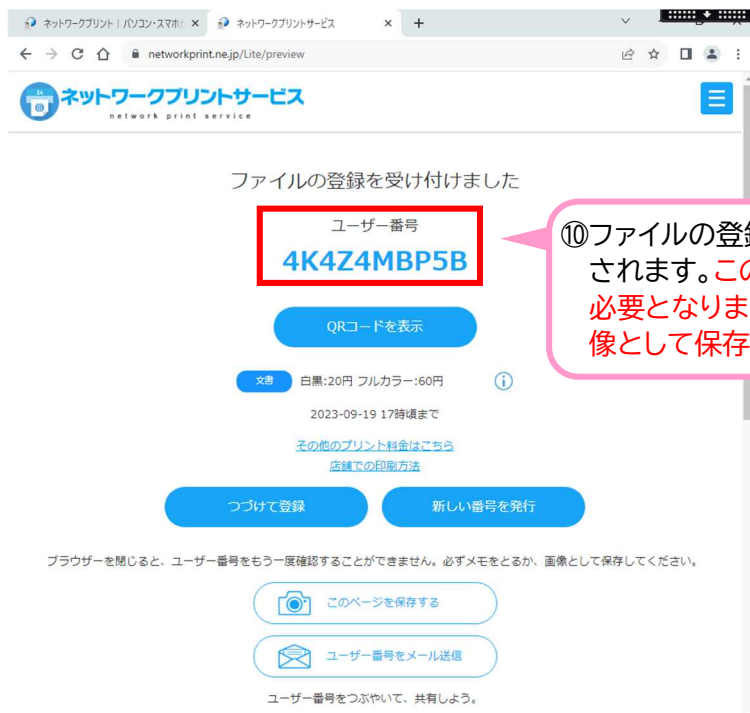 ネットワークプリント | パソコン・スマホ
ネットワークプリントサービス
networkprint.ne.jp/Lite/preview
24
ネットワークプリントサービス
network print service
ファイルの登録を受け付けました
ユーザー番号
4K4Z4MBP5B
⑩ファイルの登録
されます。この
必要となりま
像として保存
QRコードを表示
文書 白黒:20円 フルカラー:60円
2023-09-19 17時頃まで
その他のプリント料金はこちら
店舗での印刷方法
つづけて登録 新しい番号を発行
ブラウザーを閉じると、ユーザー番号をもう一度確認することができません。必ずメモをとるか、画像として保存してください。
このページを保存する
ユーザー番号をメール送信
ユーザー番号をつぶやいて、共有しよう。